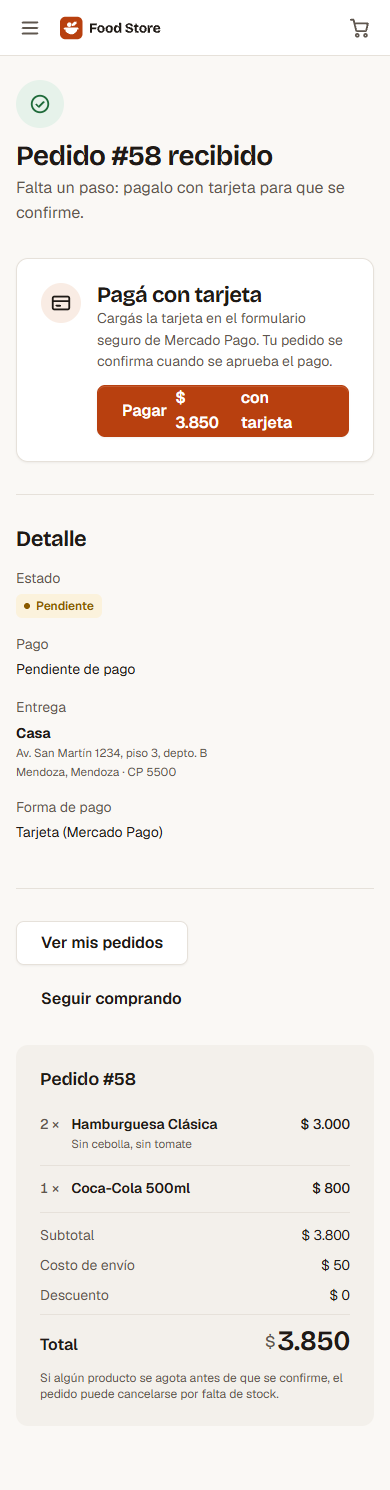 Food Store
Pedido #58 recibido
Falta un paso: pagalo con tarjeta para que se
confirme.
Pagá con tarjeta
Cargás la tarjeta en el formulario
seguro de Mercado Pago. Tu pedido se
confirma cuando se aprueba el pago.
Pagar $ 3.850 con tarjeta
Detalle
Estado
Pendiente
Pago
Pendiente de pago
Entrega
Casa
Av. San Martín 1234, piso 3, depto. B
Mendoza, Mendoza · CP 5500
Forma de pago
Tarjeta (Mercado Pago)
Ver mis pedidos
Seguir comprando
Pedido #58
2 × Hamburguesa Clásica $ 3.000
Sin cebolla, sin tomate
1 × Coca-Cola 500ml $ 800
Subtotal $ 3.800
Costo de envío $ 50
Descuento $ 0
Total $ 3.850
Si algún producto se agota antes de que se confirme, el
pedido puede cancelarse por falta de stock.